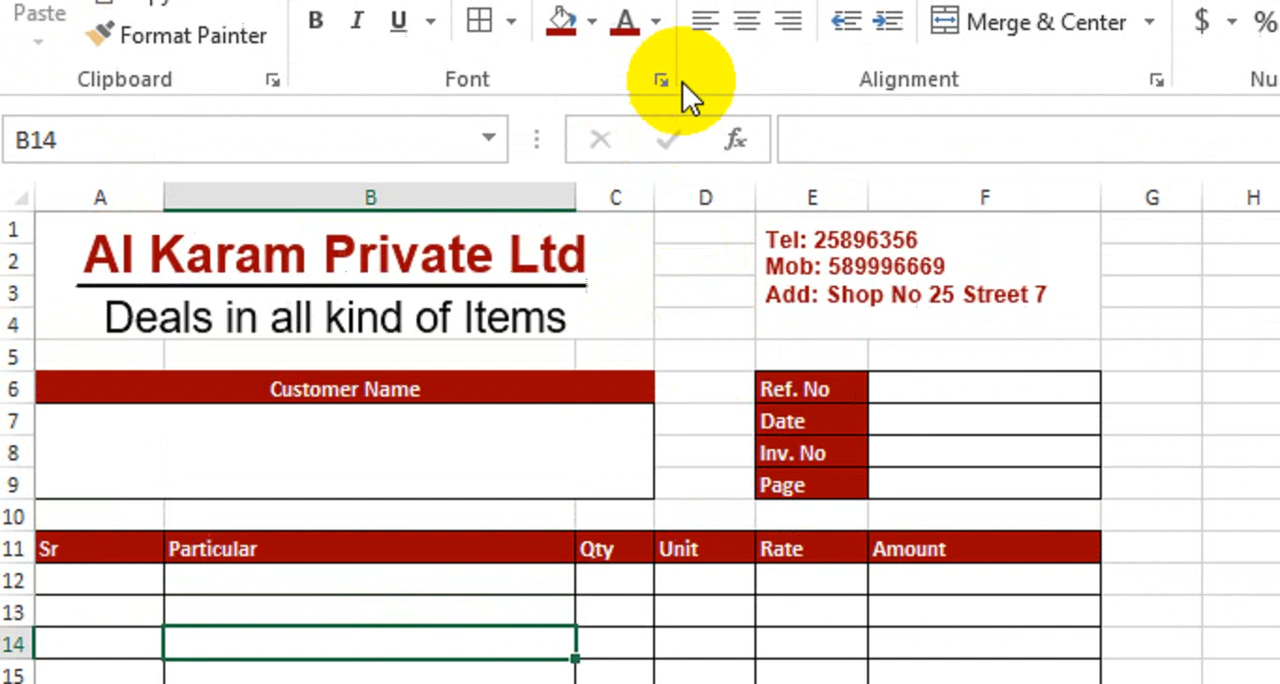 Paste
Format Painter
B I U A $ %
Merge & Center
Clipboard Font Alignment
B14 fx
A B C D E F G H
1
2
3
4
5
6
7
8
9
10
11
12
13
14
15
Al Karam Private Ltd
Deals in all kind of Items
Tel: 25896356
Mob: 589996669
Add: Shop No 25 Street 7
Customer Name
Ref. No
Date
Inv. No
Page
Sr Particular Qty Unit Rate Amount